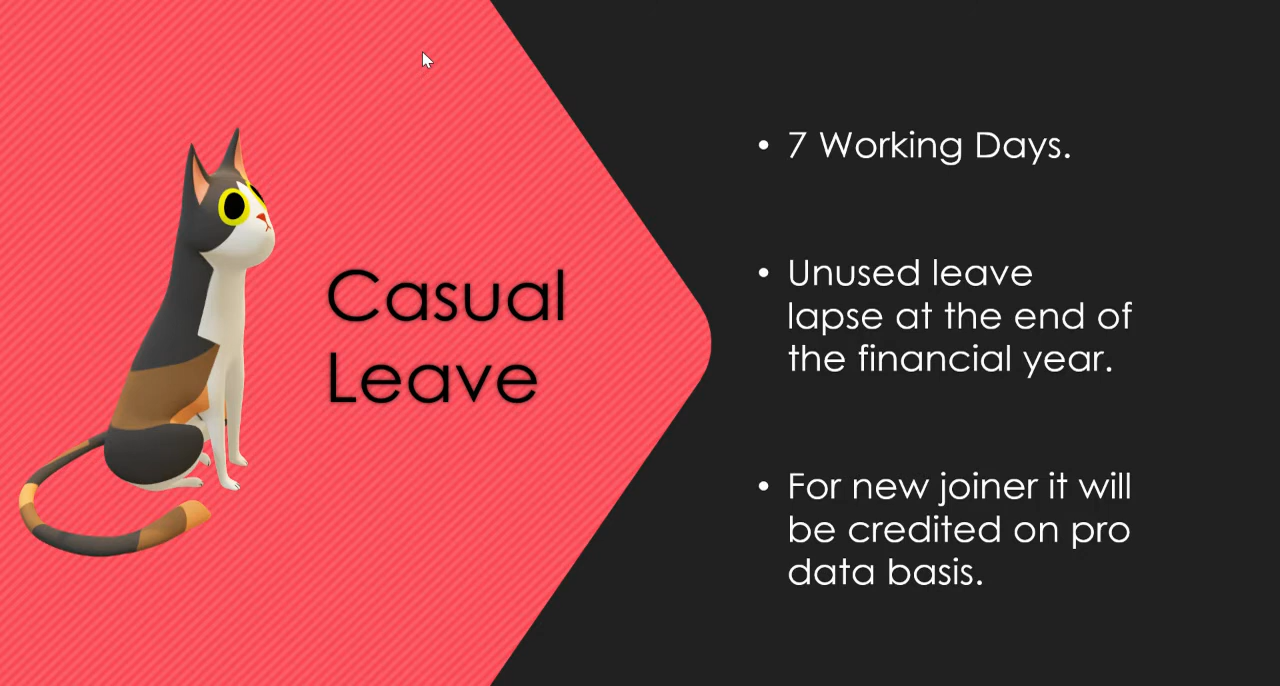 Casual
Leave
• 7 Working Days.
• Unused leave
lapse at the end of
the financial year.
• For new joiner it will
be credited on pro
data basis.